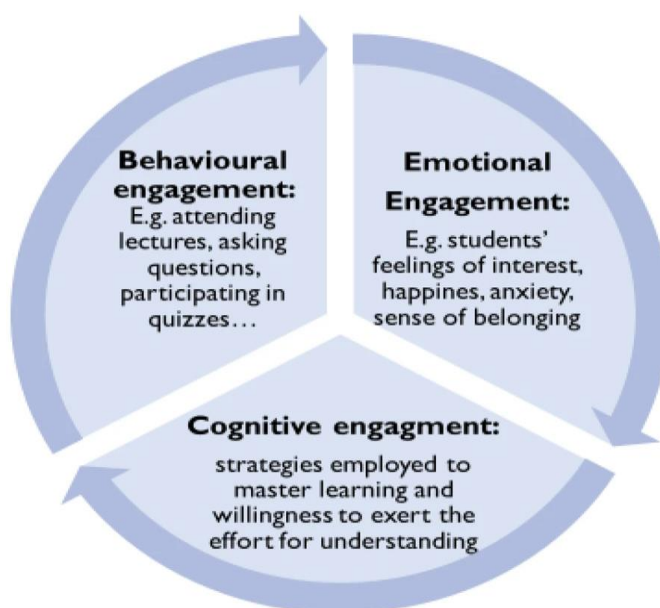 Behavioural
engagement:
E.g. attending
lectures, asking
questions,
participating in
quizzes…
Emotional
Engagement:
E.g. students'
feelings of interest,
happines, anxiety,
sense of belonging
Cognitive engagment:
strategies employed to
master learning and
willingness to exert the
effort for understanding